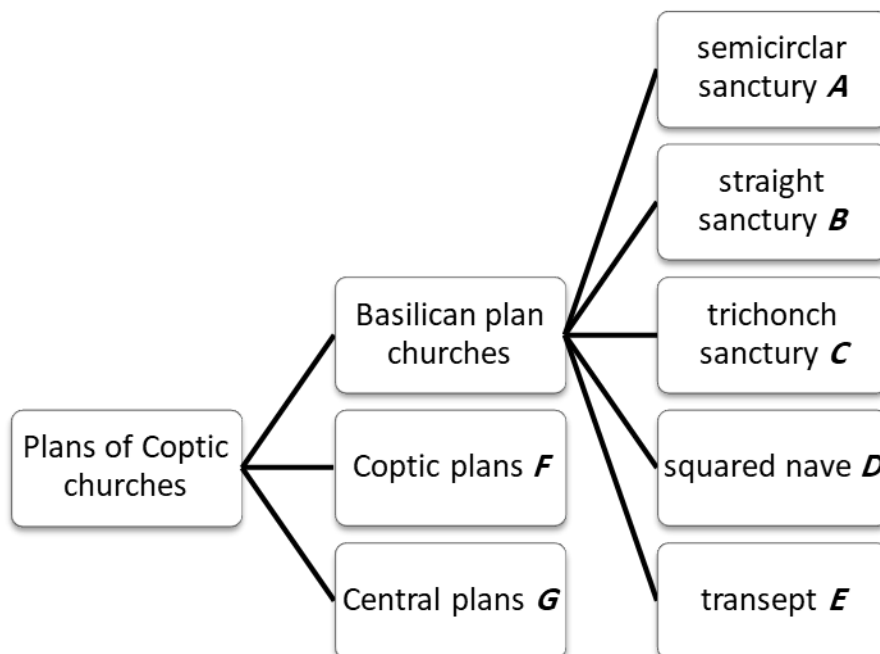 Plans of Coptic
churches
Basilican plan
churches
Coptic plans F
Central plans G
semicirclar
sanctury A
straight
sanctury B
trichonch
sanctury C
squared nave D
transept E